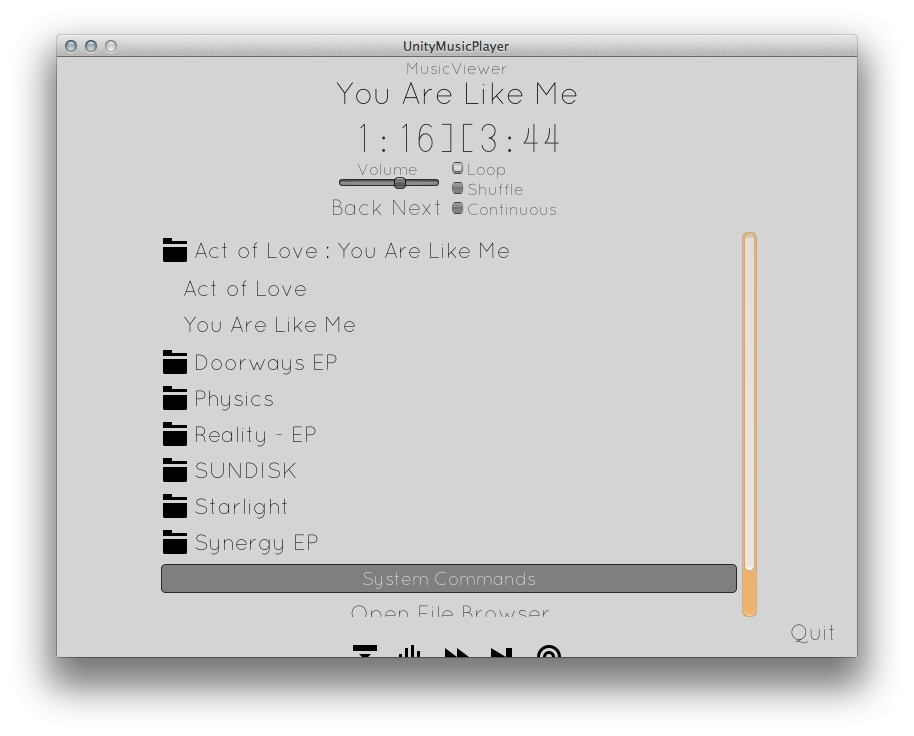 UnityMusicPlayer
MusicViewer
You Are Like Me
1:16][3:44
Volume
Loop
Shuffle
Back Next
Continuous
Act of Love : You Are Like Me
Act of Love
You Are Like Me
Doorways EP
Physics
Reality - EP
SUNDISK
Starlight
Synergy EP
System Commands
Open File Browser
Quit